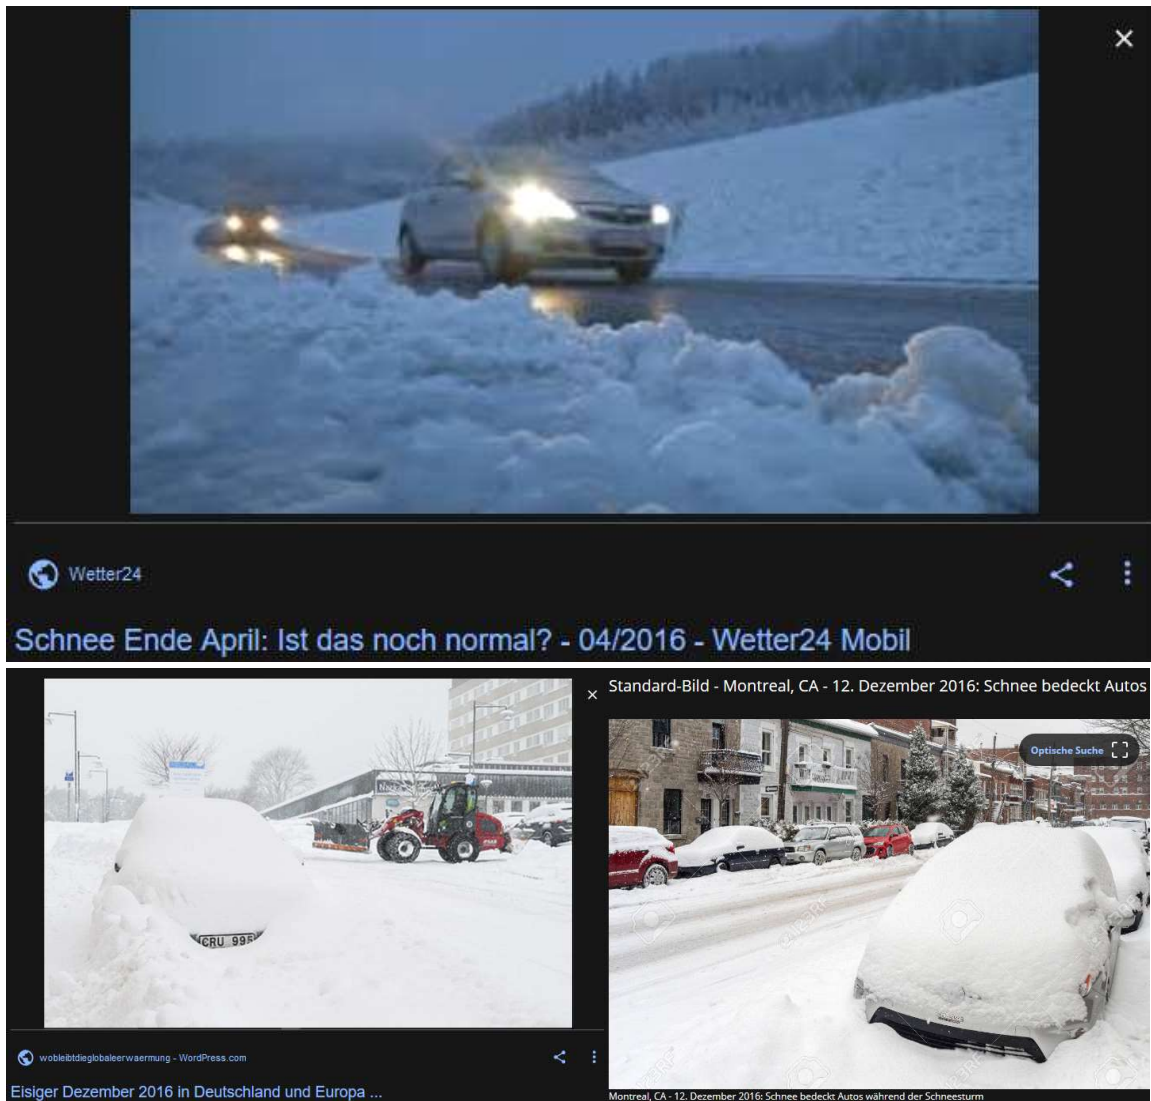 Wetter24
Schnee Ende April: Ist das noch normal? - 04/2016 - Wetter24 Mobil
Standard-Bild - Montreal, CA - 12. Dezember 2016: Schnee bedeckt Autos
Optische Suche
CRU 995
wobleibtdieglobaleerwaermung - WordPress.com
Eisiger Dezember 2016 in Deutschland und Europa ...
Montreal, CA - 12. Dezember 2016: Schnee bedeckt Autos während der Schneesturm